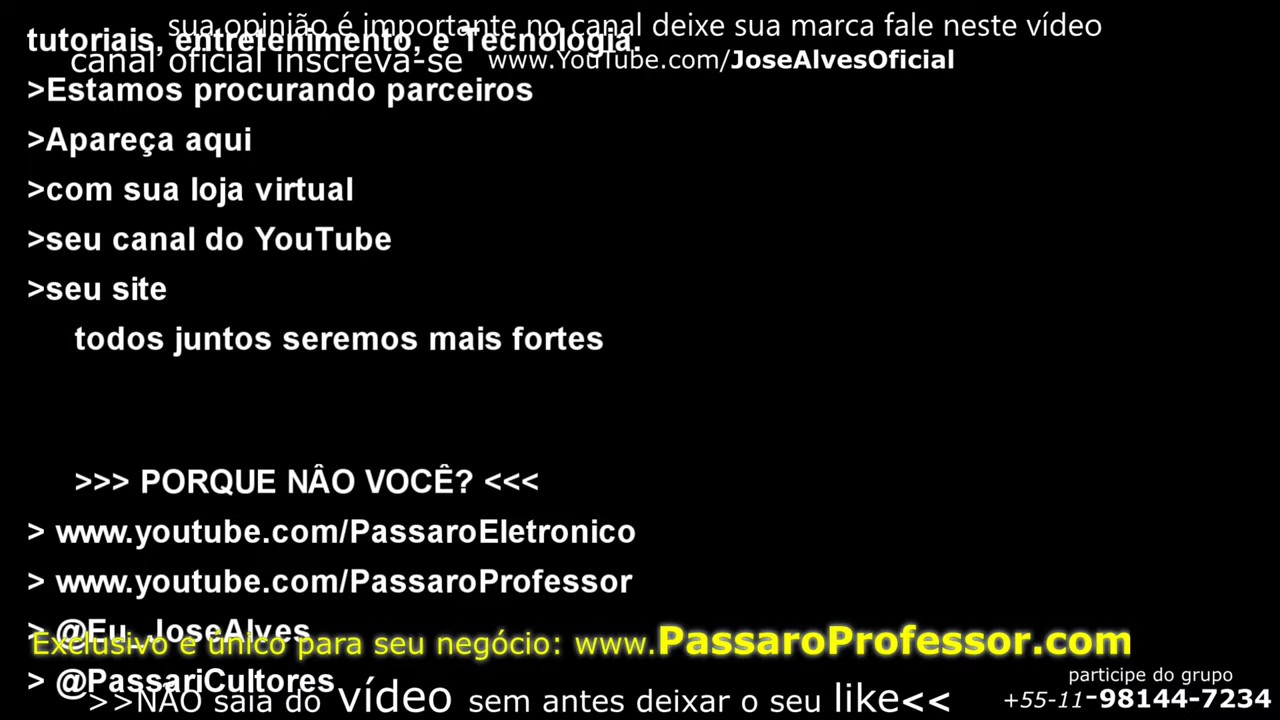 sua opinião é importante no canal deixe sua marca fale neste vídeo
tutoriais, entretenimento, e Tecnologia.
canal oficial inscreva-se www.YouTube.com/JoseAlvesOficial
>Estamos procurando parceiros
>Apareça aqui
>com sua loja virtual
>seu canal do YouTube
>seu site
todos juntos seremos mais fortes
>>> PORQUE NÂO VOCÊ? <<<
> www.youtube.com/PassaroEletronico
> www.youtube.com/PassaroProfessor
> @Eu_JoseAlves
Exclusivo e único para seu negócio: www.PassaroProfessor.com
> @PassariCultores
>>NÃO saia do vídeo sem antes deixar o seu like<<
participe do grupo
+55-11-98144-7234